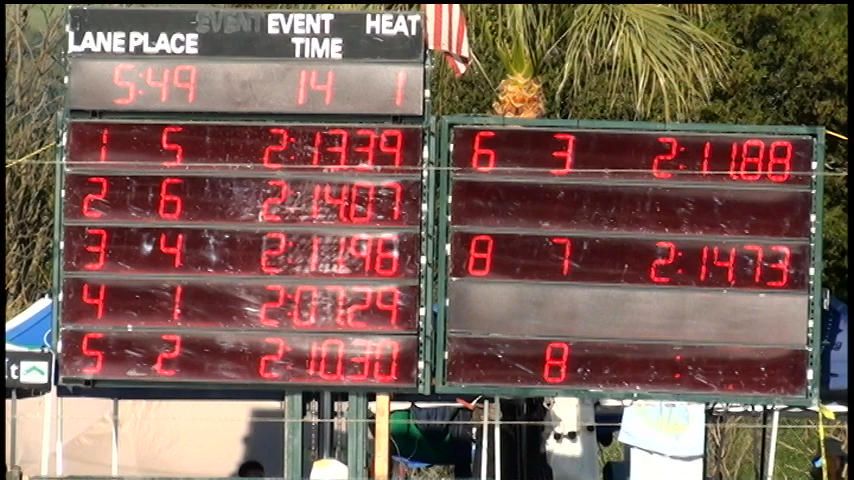 EVENT EVENT HEAT
LANE PLACE TIME
5:49 14 1
1 5 2:13.39
2 6 2:14.07
3 4 2:11.96
4 1 2:07.29
5 2 2:10.30
6 3 2:11.88
8 7 2:14.73
8 :
t